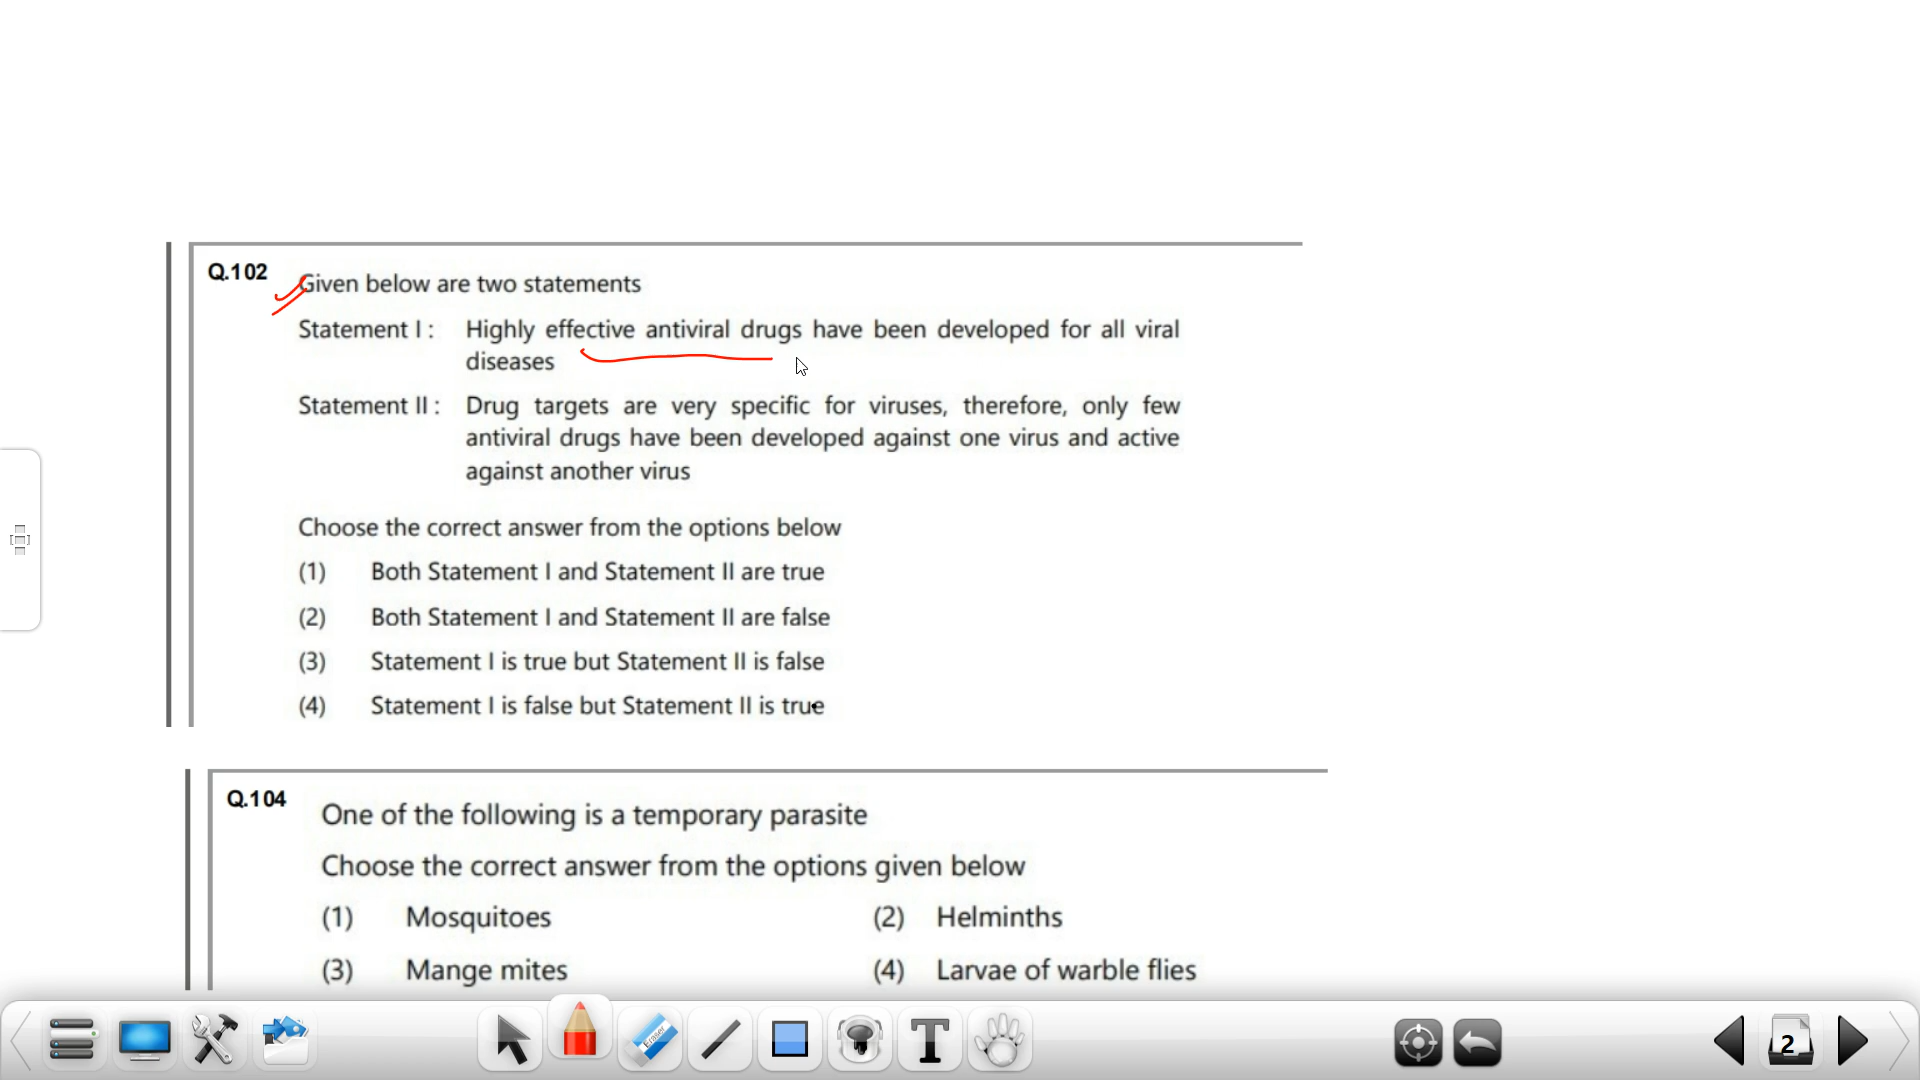 Q.102
Given below are two statements
Statement I : Highly effective antiviral drugs have been developed for all viral
diseases
Statement II : Drug targets are very specific for viruses, therefore, only few
antiviral drugs have been developed against one virus and active
against another virus
Choose the correct answer from the options below
(1) Both Statement I and Statement II are true
(2) Both Statement I and Statement II are false
(3) Statement I is true but Statement II is false
(4) Statement I is false but Statement II is true
Q.104
One of the following is a temporary parasite
Choose the correct answer from the options given below
(1) Mosquitoes (2) Helminths
(3) Mange mites (4) Larvae of warble flies
Eraser
T
2